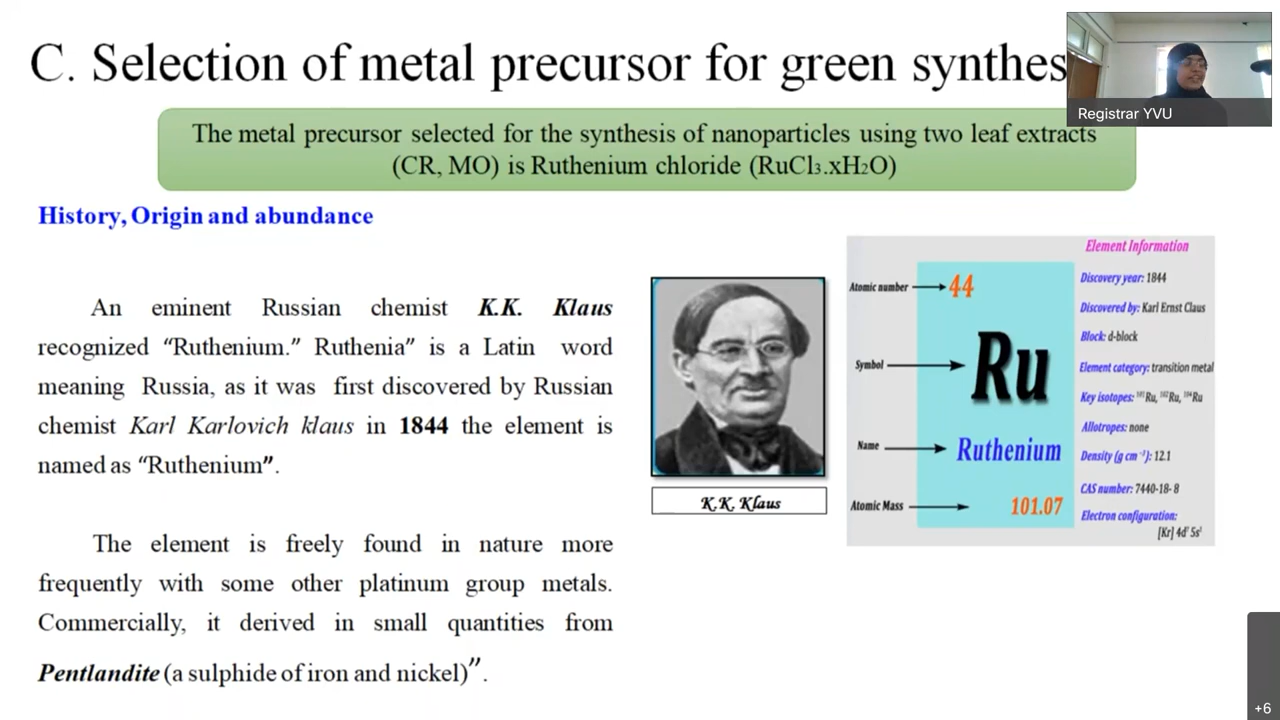 C. Selection of metal precursor for green synthes
Registrar YVU
The metal precursor selected for the synthesis of nanoparticles using two leaf extracts
(CR, MO) is Ruthenium chloride (RuCl₃.xH₂O)
History, Origin and abundance
An eminent Russian chemist K.K. Klaus
recognized “Ruthenium.” Ruthenia” is a Latin word
meaning Russia, as it was first discovered by Russian
chemist Karl Karlovich klaus in 1844 the element is
named as “Ruthenium”.
The element is freely found in nature more
frequently with some other platinum group metals.
Commercially, it derived in small quantities from
Pentlandite (a sulphide of iron and nickel)”.
K.K. Klaus
Atomic number
44
Symbol
Ru
Name
Ruthenium
Atomic Mass
101.07
Element Information
Discovery year: 1844
Discovered by: Karl Ernst Claus
Block: d-block
Element category: transition metal
Key isotopes: ¹⁰¹Ru, ¹⁰²Ru, ¹⁰⁴Ru
Allotropes: none
Density (g cm⁻³): 12.1
CAS number: 7440-18-8
Electron configuration:
[Kr] 4d⁷ 5s¹
+6